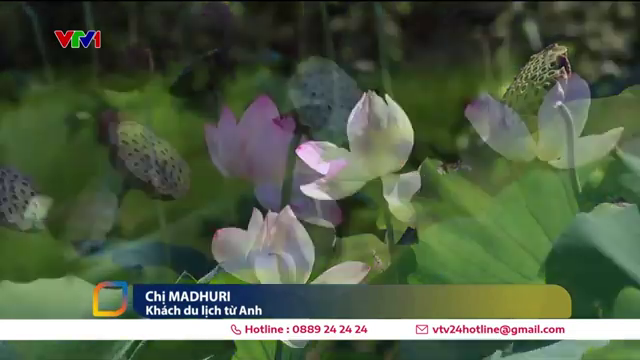 VTV1
Chị MADHURI
Khách du lịch từ Anh
Hotline : 0889 24 24 24
vtv24hotline@gmail.com